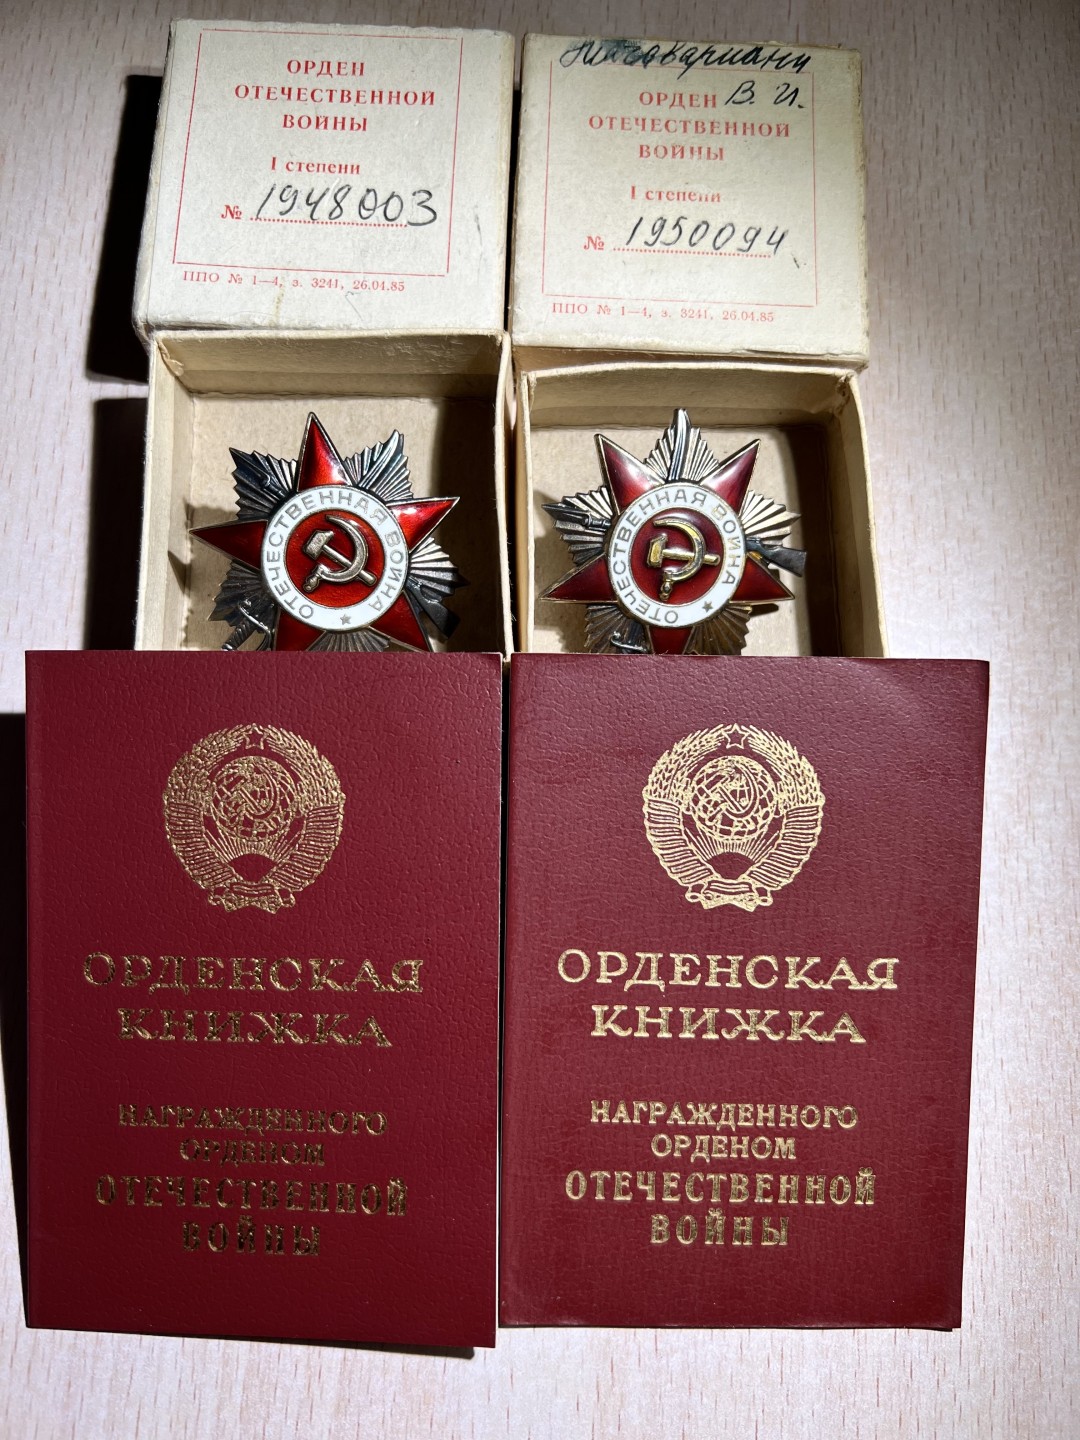 ОРДЕН
ОТЕЧЕСТВЕННОЙ
ВОЙНЫ
I степени
№ 1948003
ППО № 1—4, з. 3241, 26.04.85
В. И.
ОРДЕН
ОТЕЧЕСТВЕННОЙ
ВОЙНЫ
I степени
№ 1950094
ППО № 1—4, з. 3241, 26.04.85
ОТЕЧЕСТВЕННАЯ ВОЙНА
ОТЕЧЕСТВЕННАЯ ВОЙНА
ОРДЕНСКАЯ
КНИЖКА
НАГРАЖДЕННОГО
ОРДЕНОМ
ОТЕЧЕСТВЕННОЙ
ВОЙНЫ
ОРДЕНСКАЯ
КНИЖКА
НАГРАЖДЕННОГО
ОРДЕНОМ
ОТЕЧЕСТВЕННОЙ
ВОЙНЫ